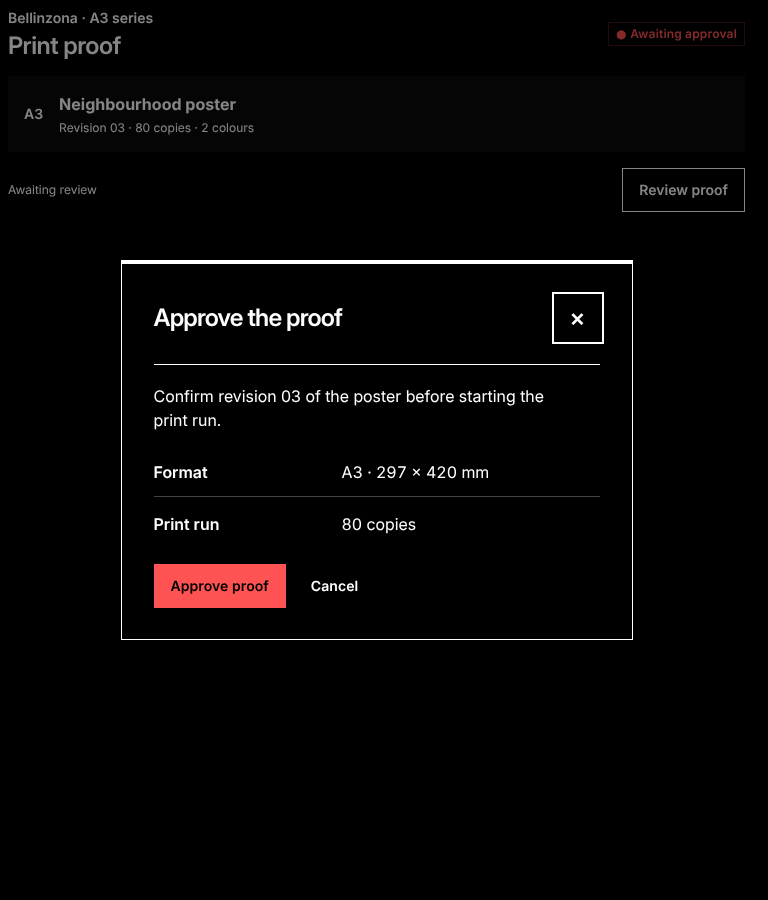 Bellinzona · A3 series
Print proof
Awaiting approval
A3
Neighbourhood poster
Revision 03 · 80 copies · 2 colours
Awaiting review
Review proof
Approve the proof
×
Confirm revision 03 of the poster before starting the
print run.
Format
A3 · 297 × 420 mm
Print run
80 copies
Approve proof
Cancel